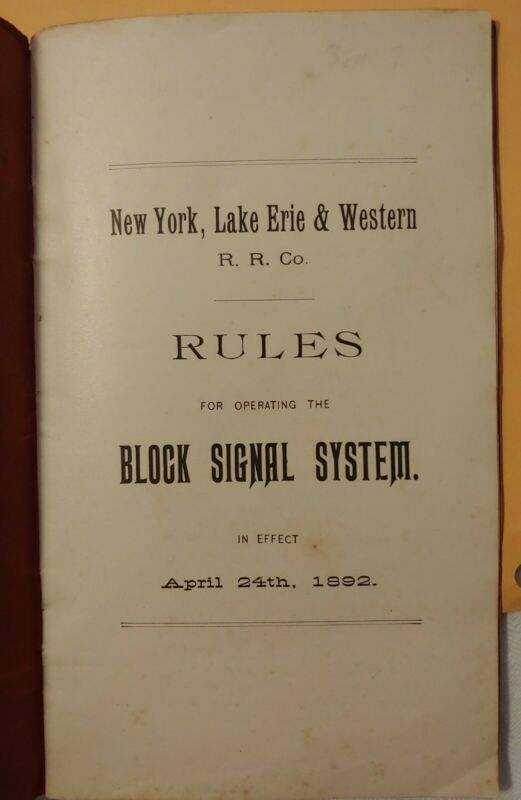 New York, Lake Erie & Western
R. R. Co.
RULES
FOR OPERATING THE
BLOCK SIGNAL SYSTEM.
IN EFFECT
April 24th, 1892.